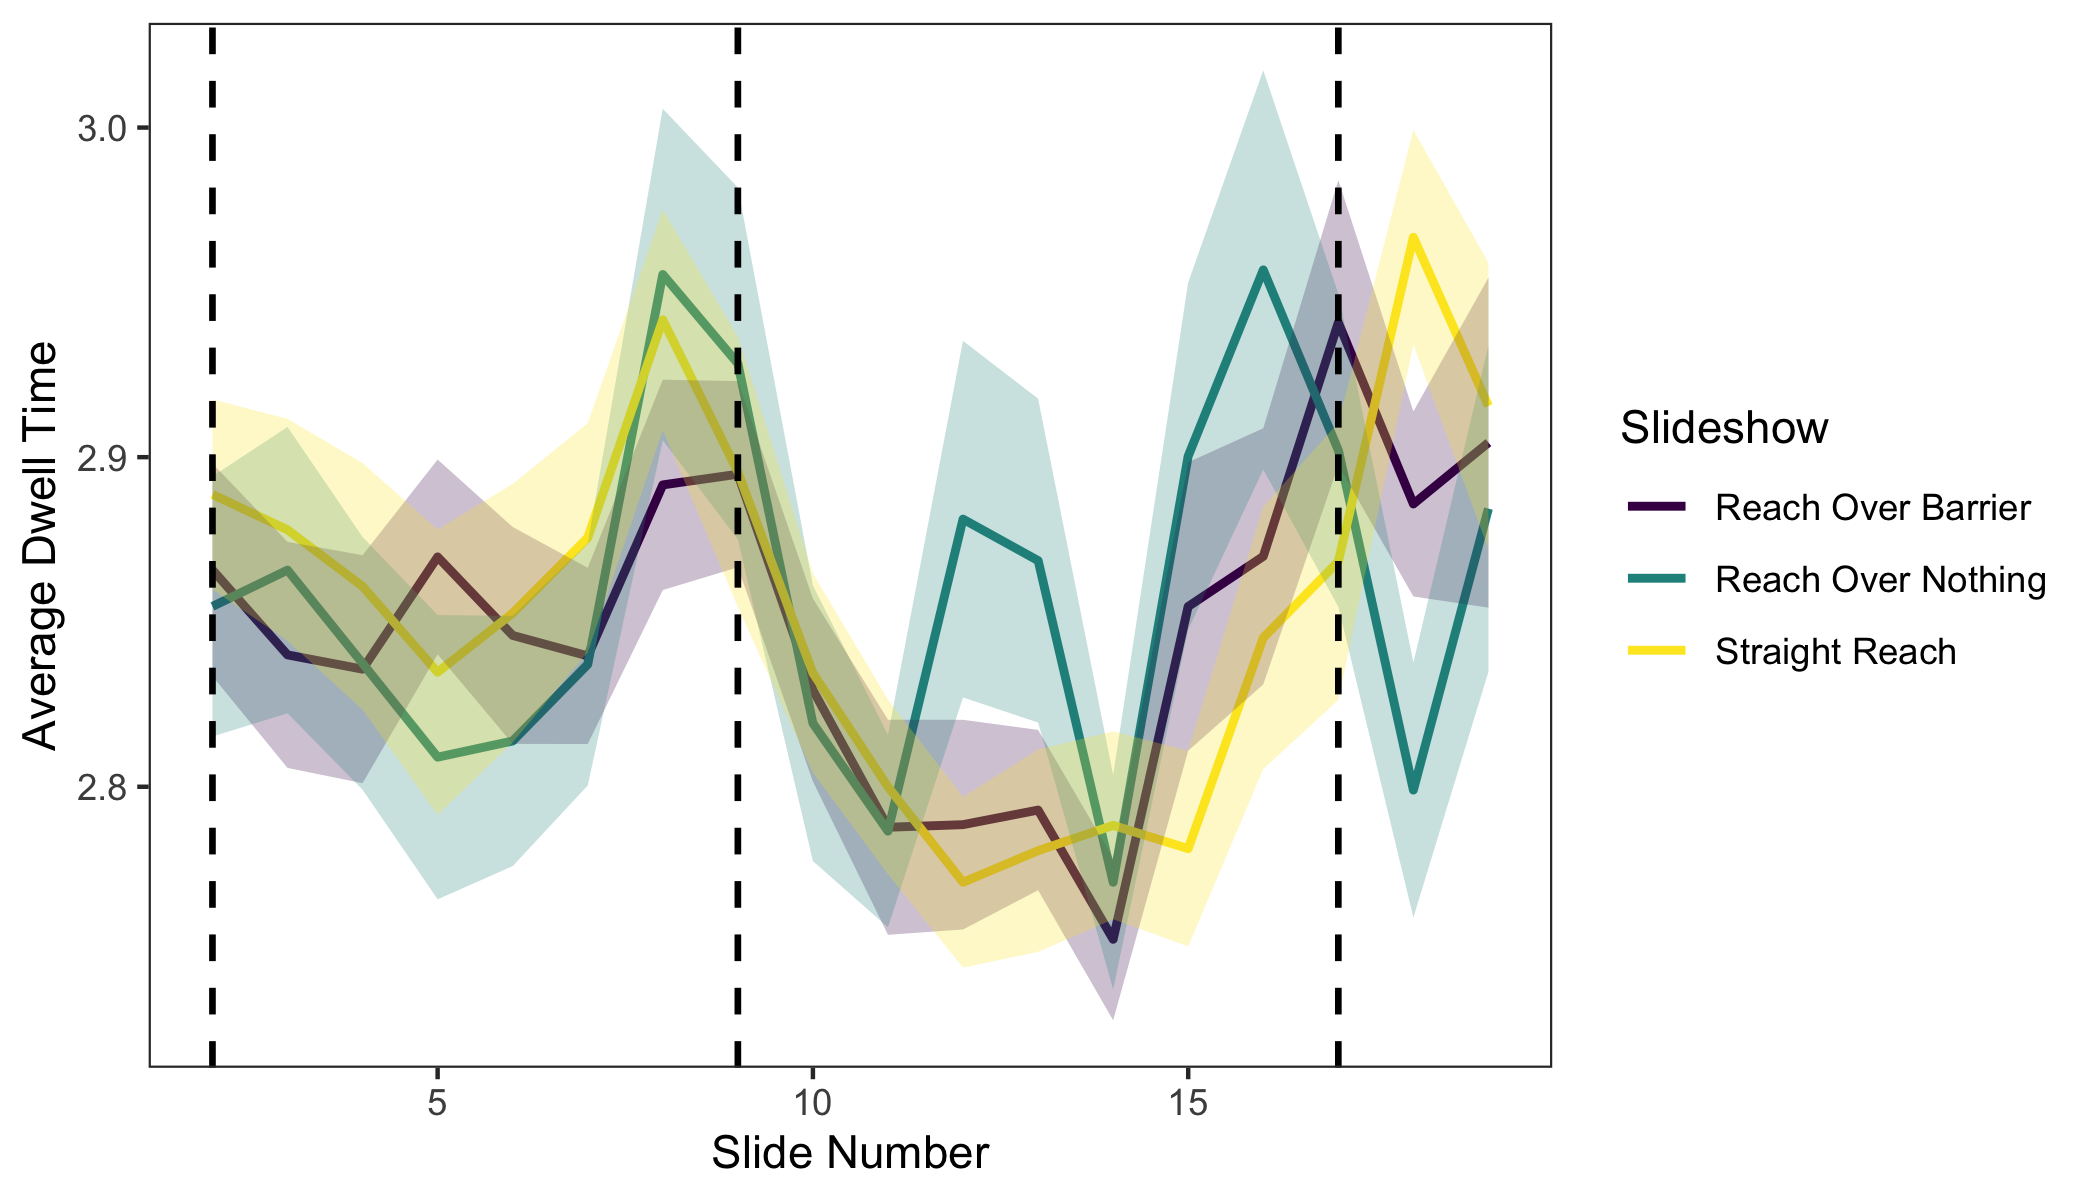 3.0
2.9
2.8
Average Dwell Time
5 10 15
Slide Number
Slideshow
Reach Over Barrier
Reach Over Nothing
Straight Reach